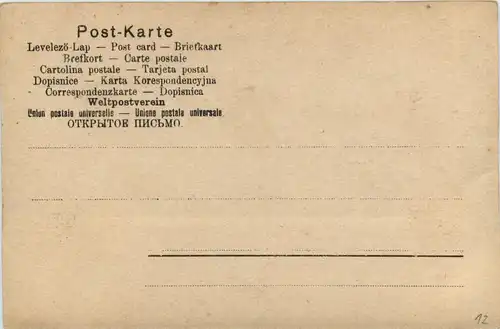 Post-Karte
Levelező-Lap — Post card — Briefkaart
Brefkort — Carte postale
Cartolina postale — Tarjeta postal
Dopisnice — Karta Korespondencyjna
Correspondenzkarte — Dopisnica
Weltpostverein
Union postale universelle — Unione postale universale.
ОТКРЫТОЕ ПИСЬМО.
12